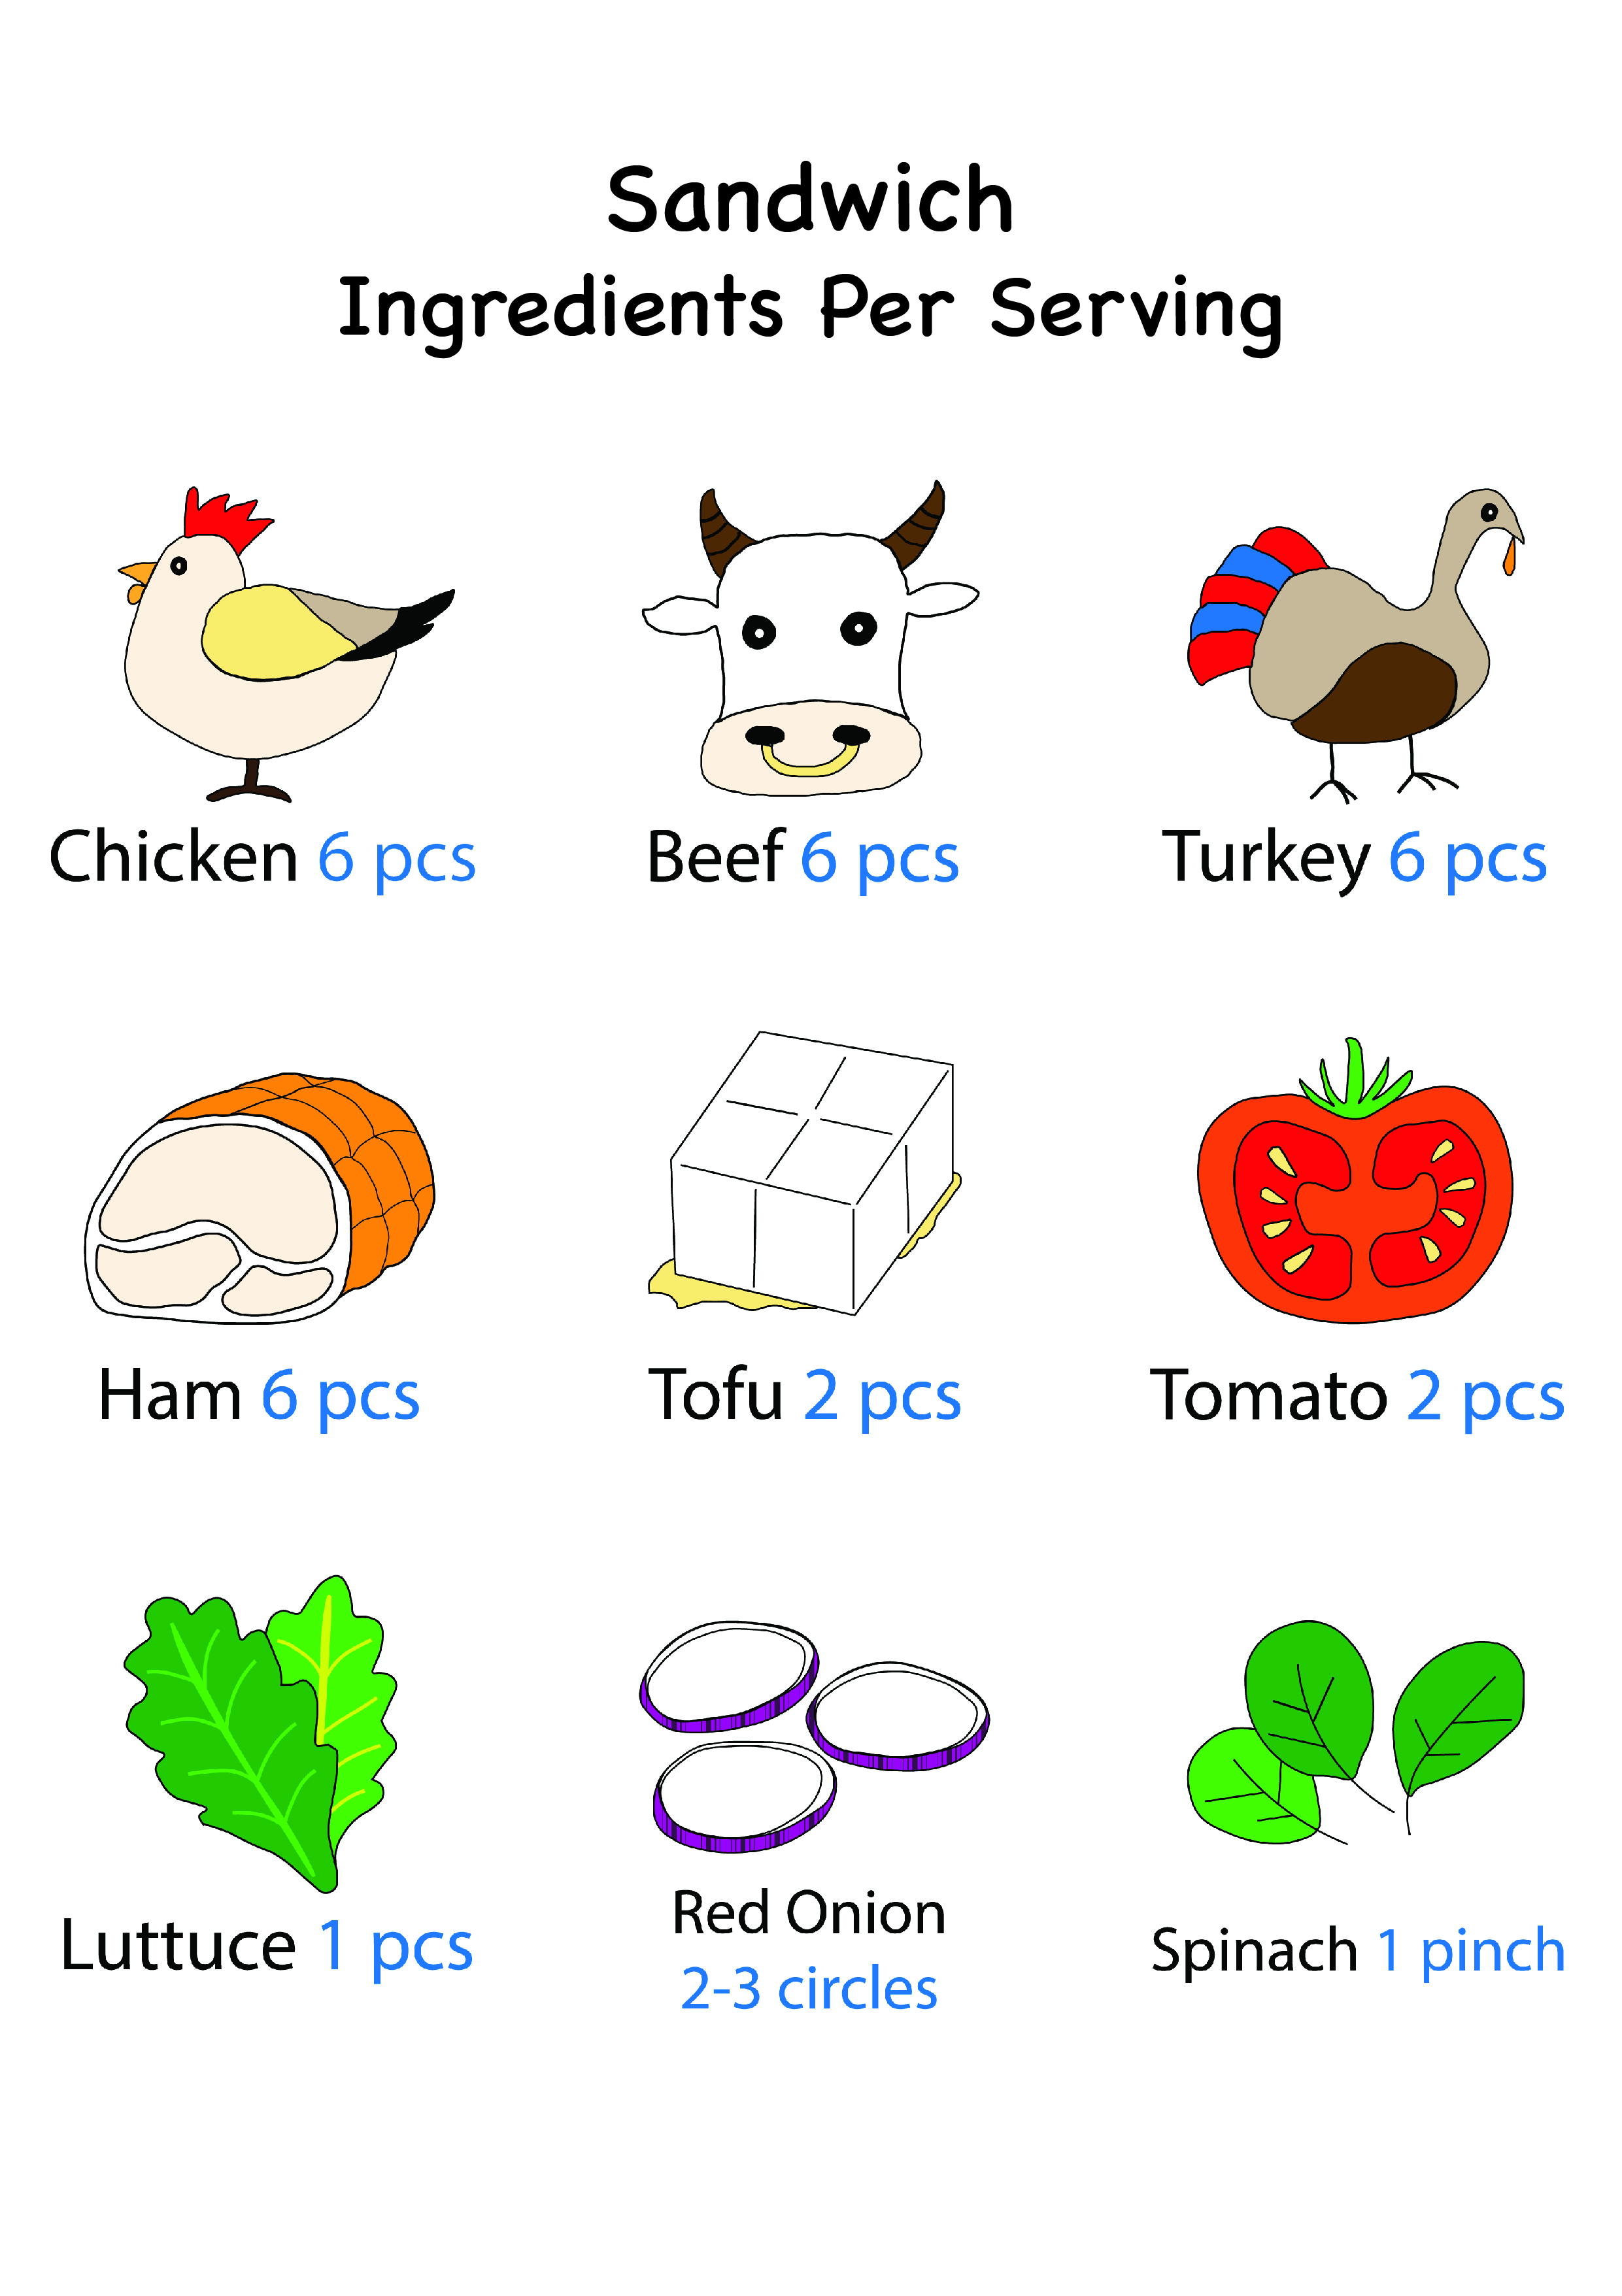 Sandwich
Ingredients Per Serving
Chicken 6 pcs
Beef 6 pcs
Turkey 6 pcs
Ham 6 pcs
Tofu 2 pcs
Tomato 2 pcs
Luttuce 1 pcs
Red Onion
2-3 circles
Spinach 1 pinch